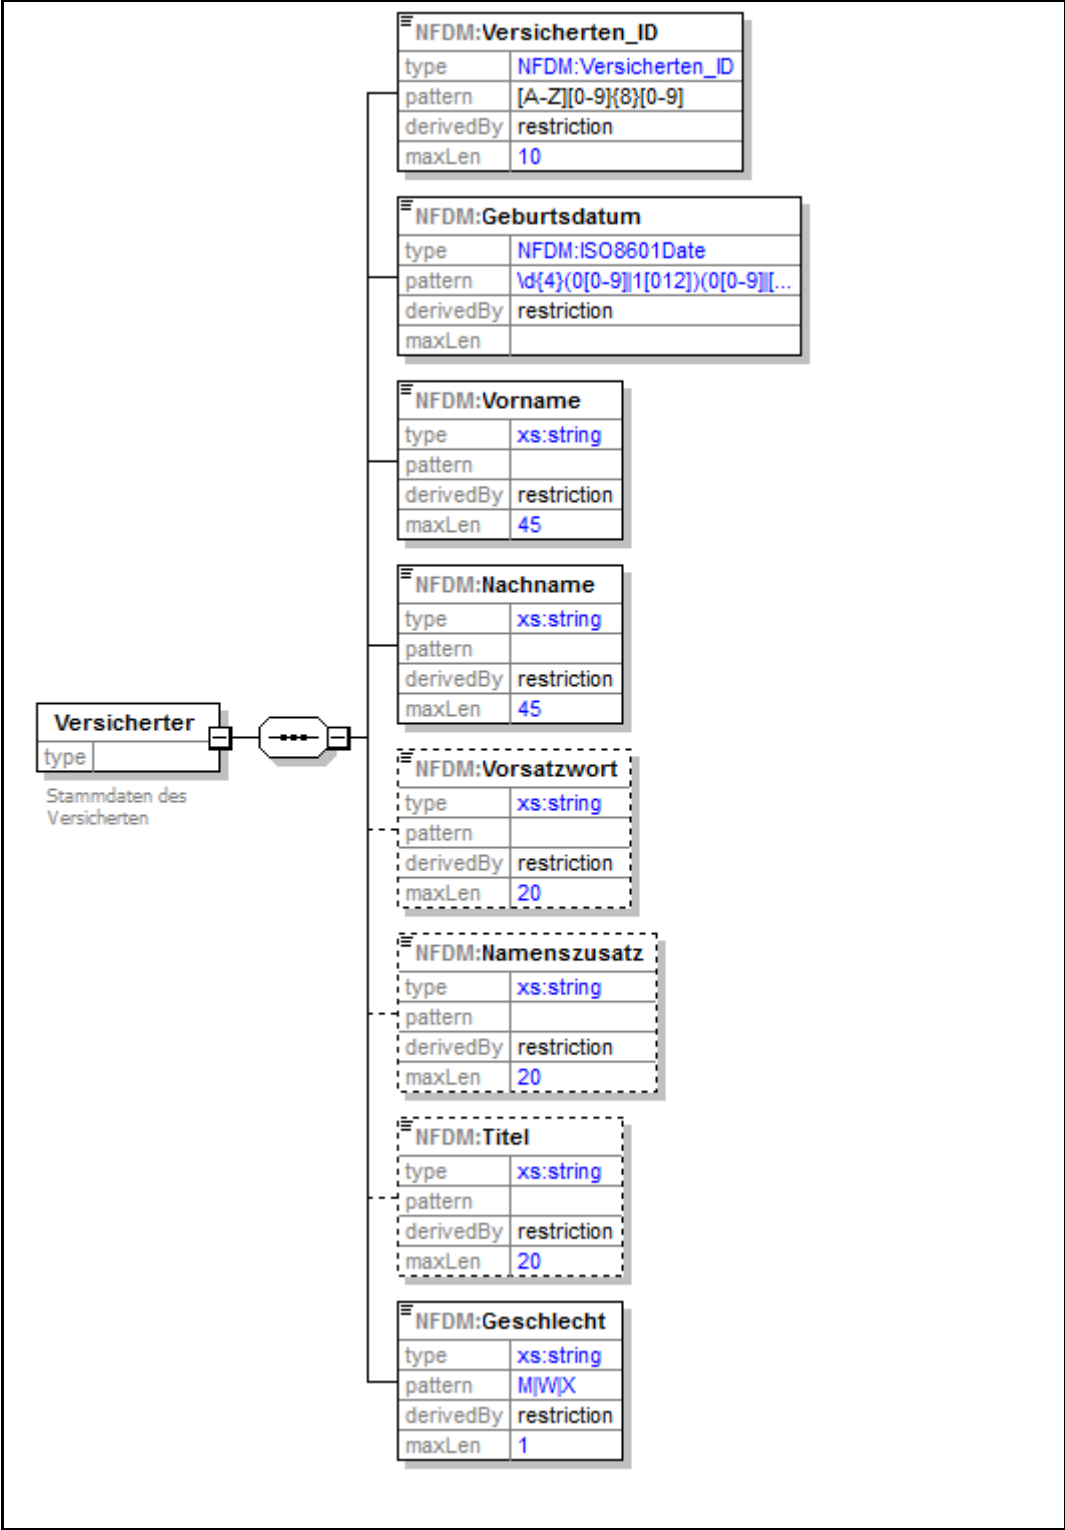 NFDM:Versicherten_ID
type NFDM:Versicherten_ID
pattern [A-Z][0-9]{8}[0-9]
derivedBy restriction
maxLen 10
NFDM:Geburtsdatum
type NFDM:ISO8601Date
pattern \d{4}(0[0-9]|1[012])(0[0-9]|[...
derivedBy restriction
maxLen
NFDM:Vorname
type xs:string
pattern
derivedBy restriction
maxLen 45
NFDM:Nachname
type xs:string
pattern
derivedBy restriction
maxLen 45
Versicherter
type
Stammdaten des
Versicherten
NFDM:Vorsatzwort
type xs:string
pattern
derivedBy restriction
maxLen 20
NFDM:Namenszusatz
type xs:string
pattern
derivedBy restriction
maxLen 20
NFDM:Titel
type xs:string
pattern
derivedBy restriction
maxLen 20
NFDM:Geschlecht
type xs:string
pattern M|W|X
derivedBy restriction
maxLen 1